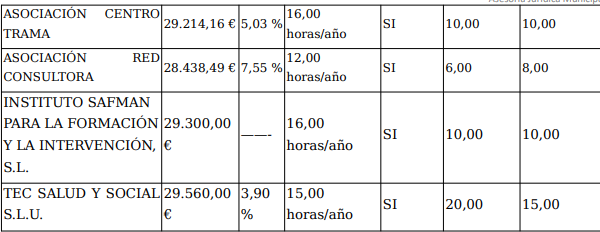 Asesoría Jurídica Municipal
ASOCIACIÓN CENTRO TRAMA 29.214,16 € 5,03 % 16,00 horas/año SI 10,00 10,00
ASOCIACIÓN RED CONSULTORA 28.438,49 € 7,55 % 12,00 horas/año SI 6,00 8,00
INSTITUTO SAFMAN PARA LA FORMACIÓN Y LA INTERVENCIÓN, S.L. 29.300,00 € ——- 16,00 horas/año SI 10,00 10,00
TEC SALUD Y SOCIAL S.L.U. 29.560,00 € 3,90 % 15,00 horas/año SI 20,00 15,00